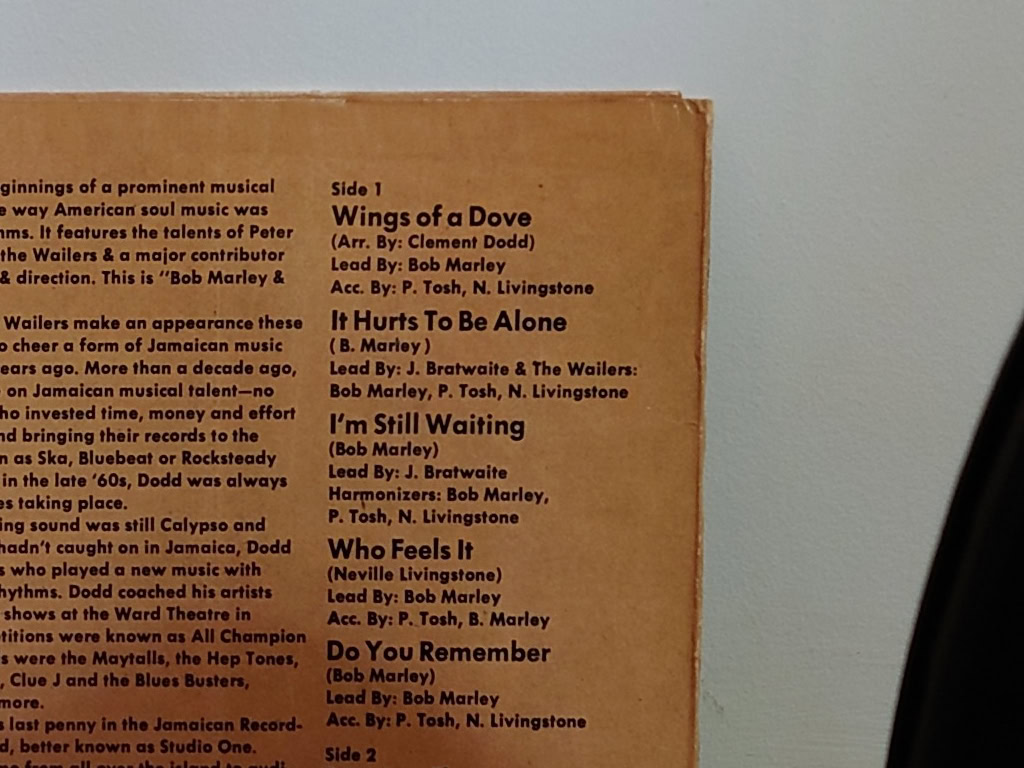 ginnings of a prominent musical
e way American soul music was
ms. It features the talents of Peter
the Wailers & a major contributor
& direction. This is "Bob Marley &
Wailers make an appearance these
o cheer a form of Jamaican music
ears ago. More than a decade ago,
on Jamaican musical talent—no
ho invested time, money and effort
nd bringing their records to the
n as Ska, Bluebeat or Rocksteady
in the late '60s, Dodd was always
es taking place.
ing sound was still Calypso and
hadn't caught on in Jamaica, Dodd
s who played a new music with
hythms. Dodd coached his artists
shows at the Ward Theatre in
titions were known as All Champion
s were the Maytalls, the Hep Tones,
, Clue J and the Blues Busters,
more.
s last penny in the Jamaican Record-
d, better known as Studio One.
me from all over the island to audi-
Side 1
Wings of a Dove
(Arr. By: Clement Dodd)
Lead By: Bob Marley
Acc. By: P. Tosh, N. Livingstone
It Hurts To Be Alone
( B. Marley )
Lead By: J. Bratwaite & The Wailers:
Bob Marley, P. Tosh, N. Livingstone
I'm Still Waiting
(Bob Marley)
Lead By: J. Bratwaite
Harmonizers: Bob Marley,
P. Tosh, N. Livingstone
Who Feels It
(Neville Livingstone)
Lead By: Bob Marley
Acc. By: P. Tosh, B. Marley
Do You Remember
(Bob Marley)
Lead By: Bob Marley
Acc. By: P. Tosh, N. Livingstone
Side 2